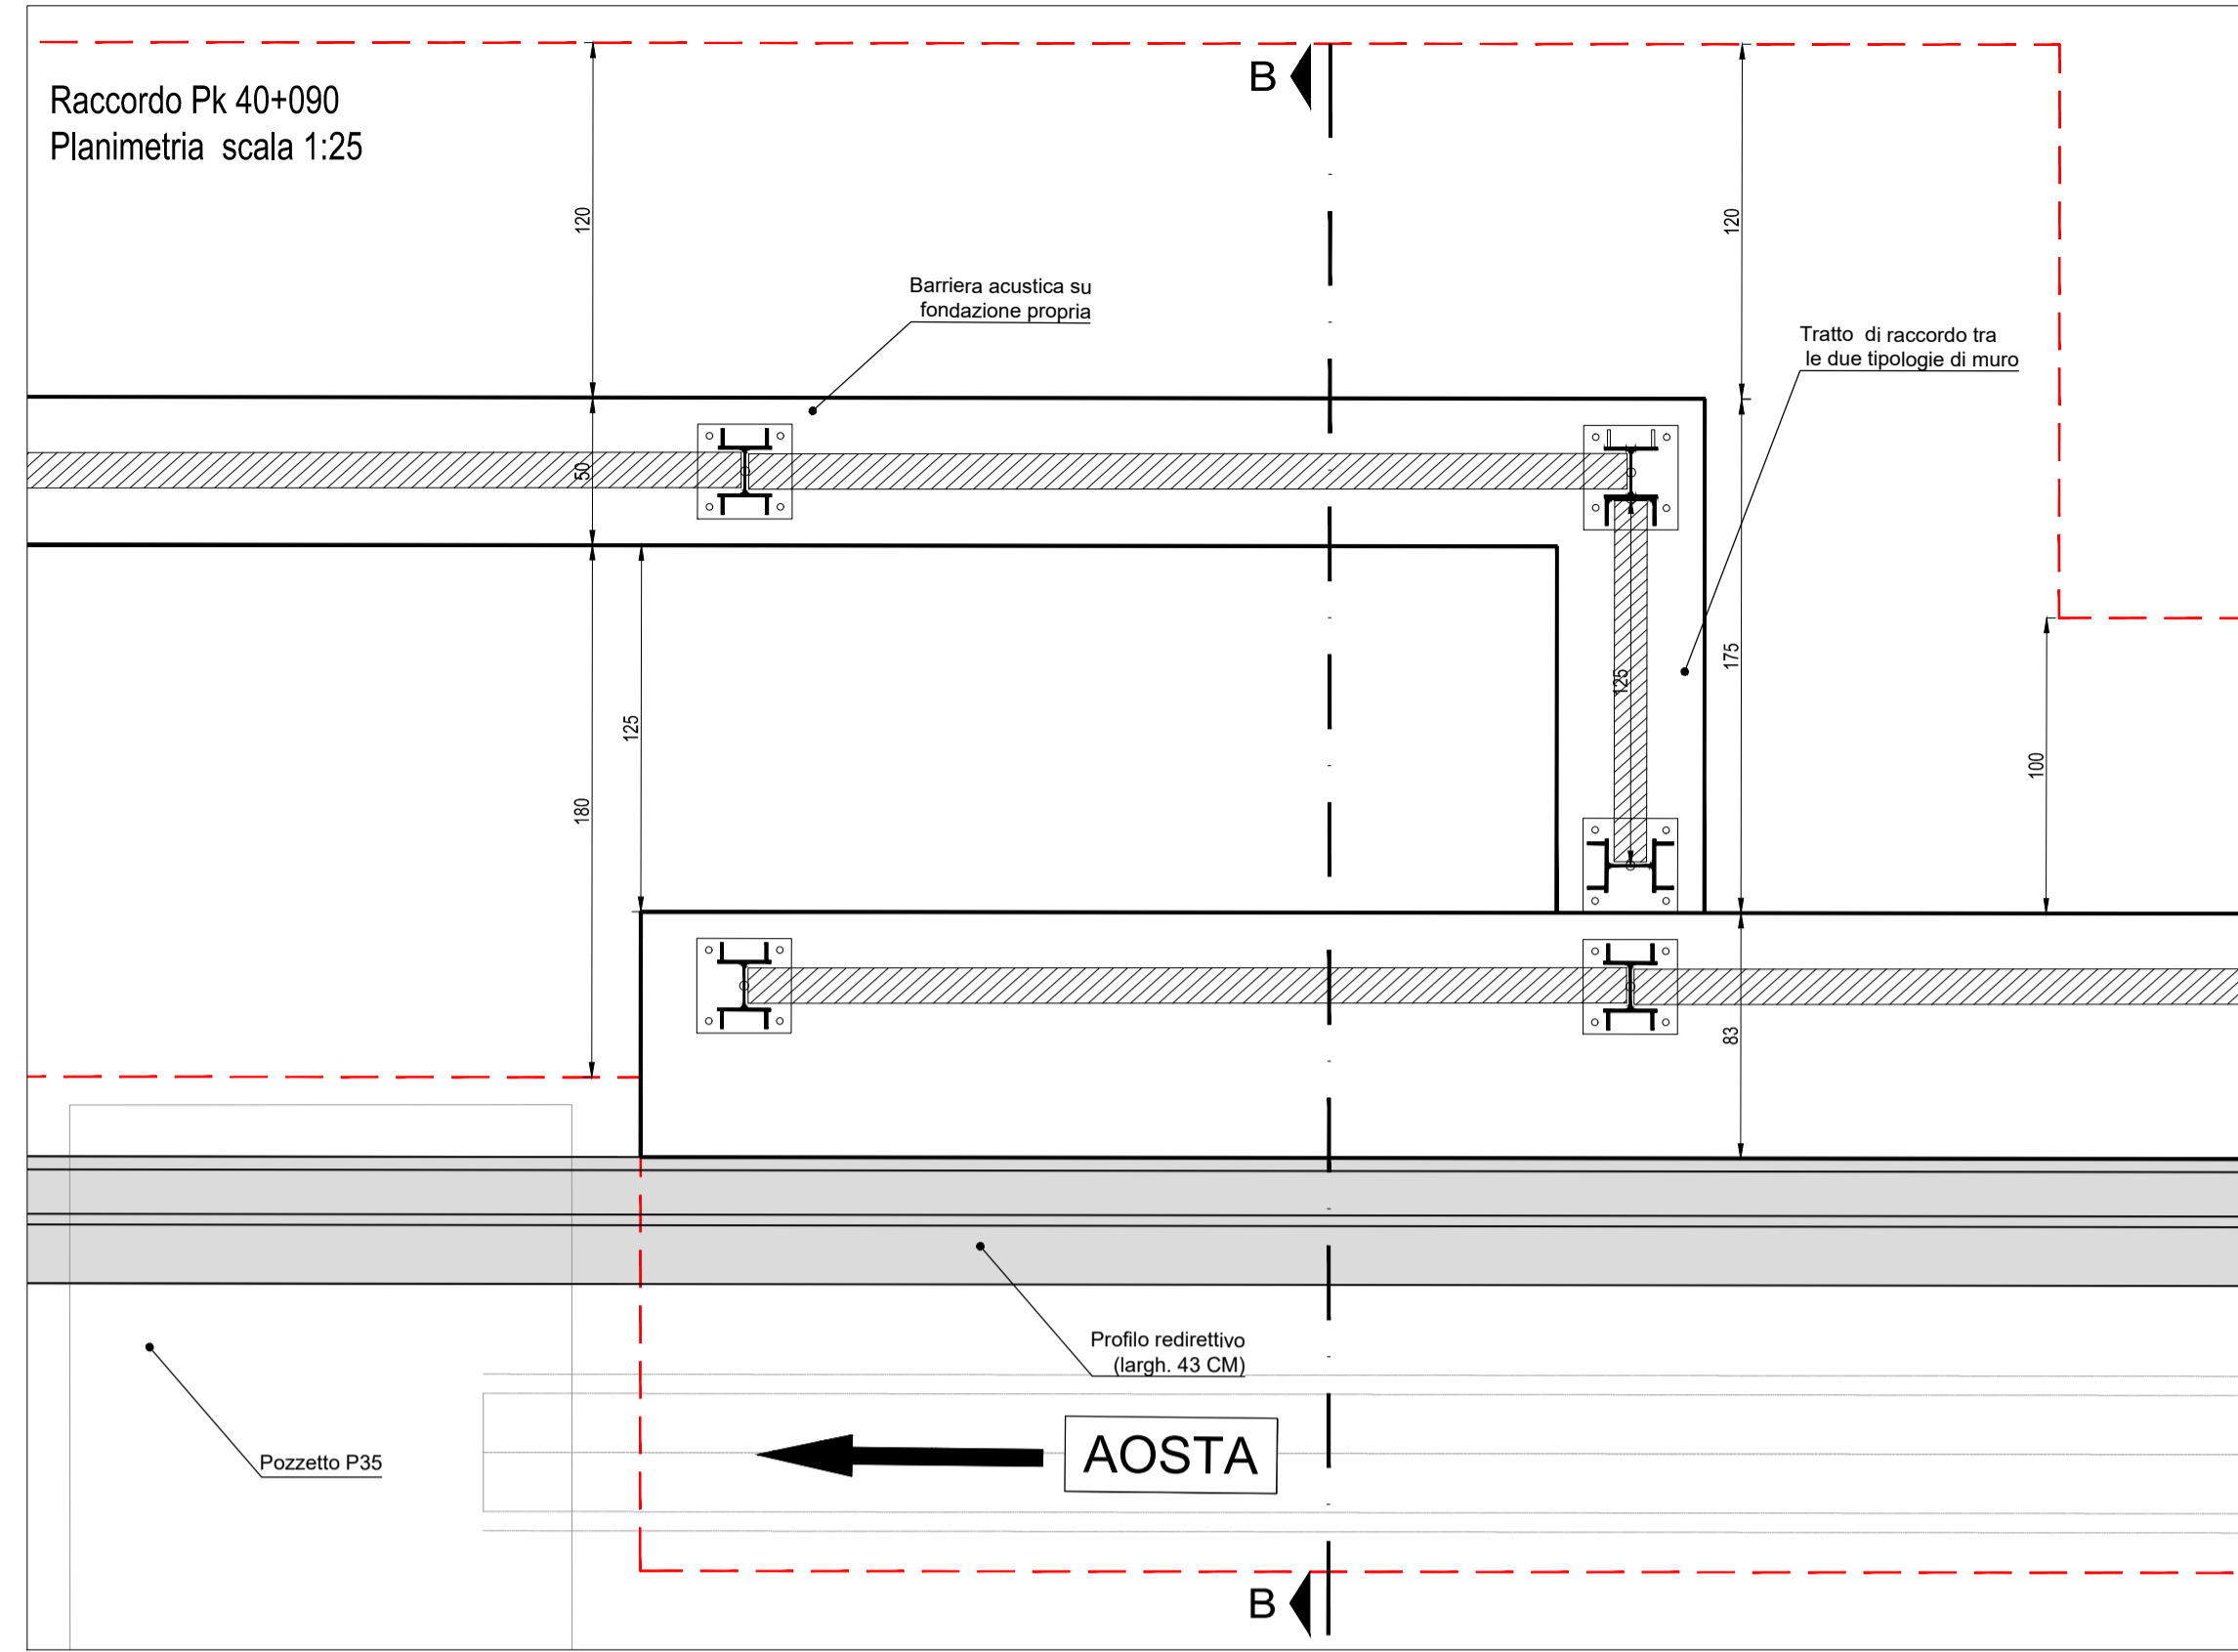 B
Raccordo Pk 40+090
Planimetria scala 1:25
120
120
Barriera acustica su
fondazione propria
Tratto di raccordo tra
le due tipologie di muro
50
175
125
125
100
180
83
Profilo redirettivo
(largh. 43 CM)
AOSTA
Pozzetto P35
B